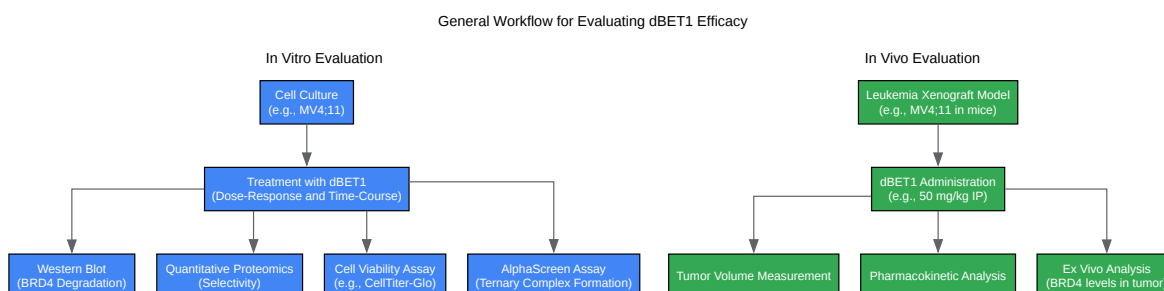 General Workflow for Evaluating dBET1 Efficacy
In Vitro Evaluation
In Vivo Evaluation
Cell Culture
(e.g., MV4;11)
Leukemia Xenograft Model
(e.g., MV4;11 in mice)
Treatment with dBET1
(Dose-Response and Time-Course)
dBET1 Administration
(e.g., 50 mg/kg IP)
Western Blot
(BRD4 Degradation)
Quantitative Proteomics
(Selectivity)
Cell Viability Assay
(e.g., CellTiter-Glo)
AlphaScreen Assay
(Ternary Complex Formation)
Tumor Volume Measurement
Pharmacokinetic Analysis
Ex Vivo Analysis
(BRD4 levels in tumor